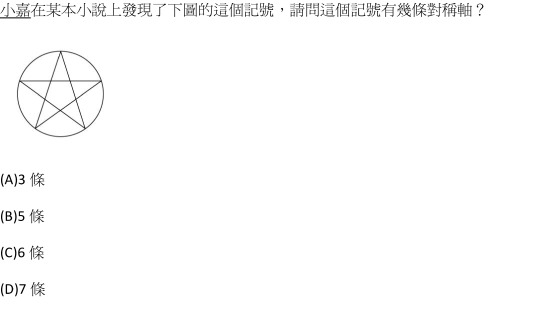 小嘉在某本小說上發現了下圖的這個記號，請問這個記號有幾條對稱軸？
(A)3 條
(B)5 條
(C)6 條
(D)7 條